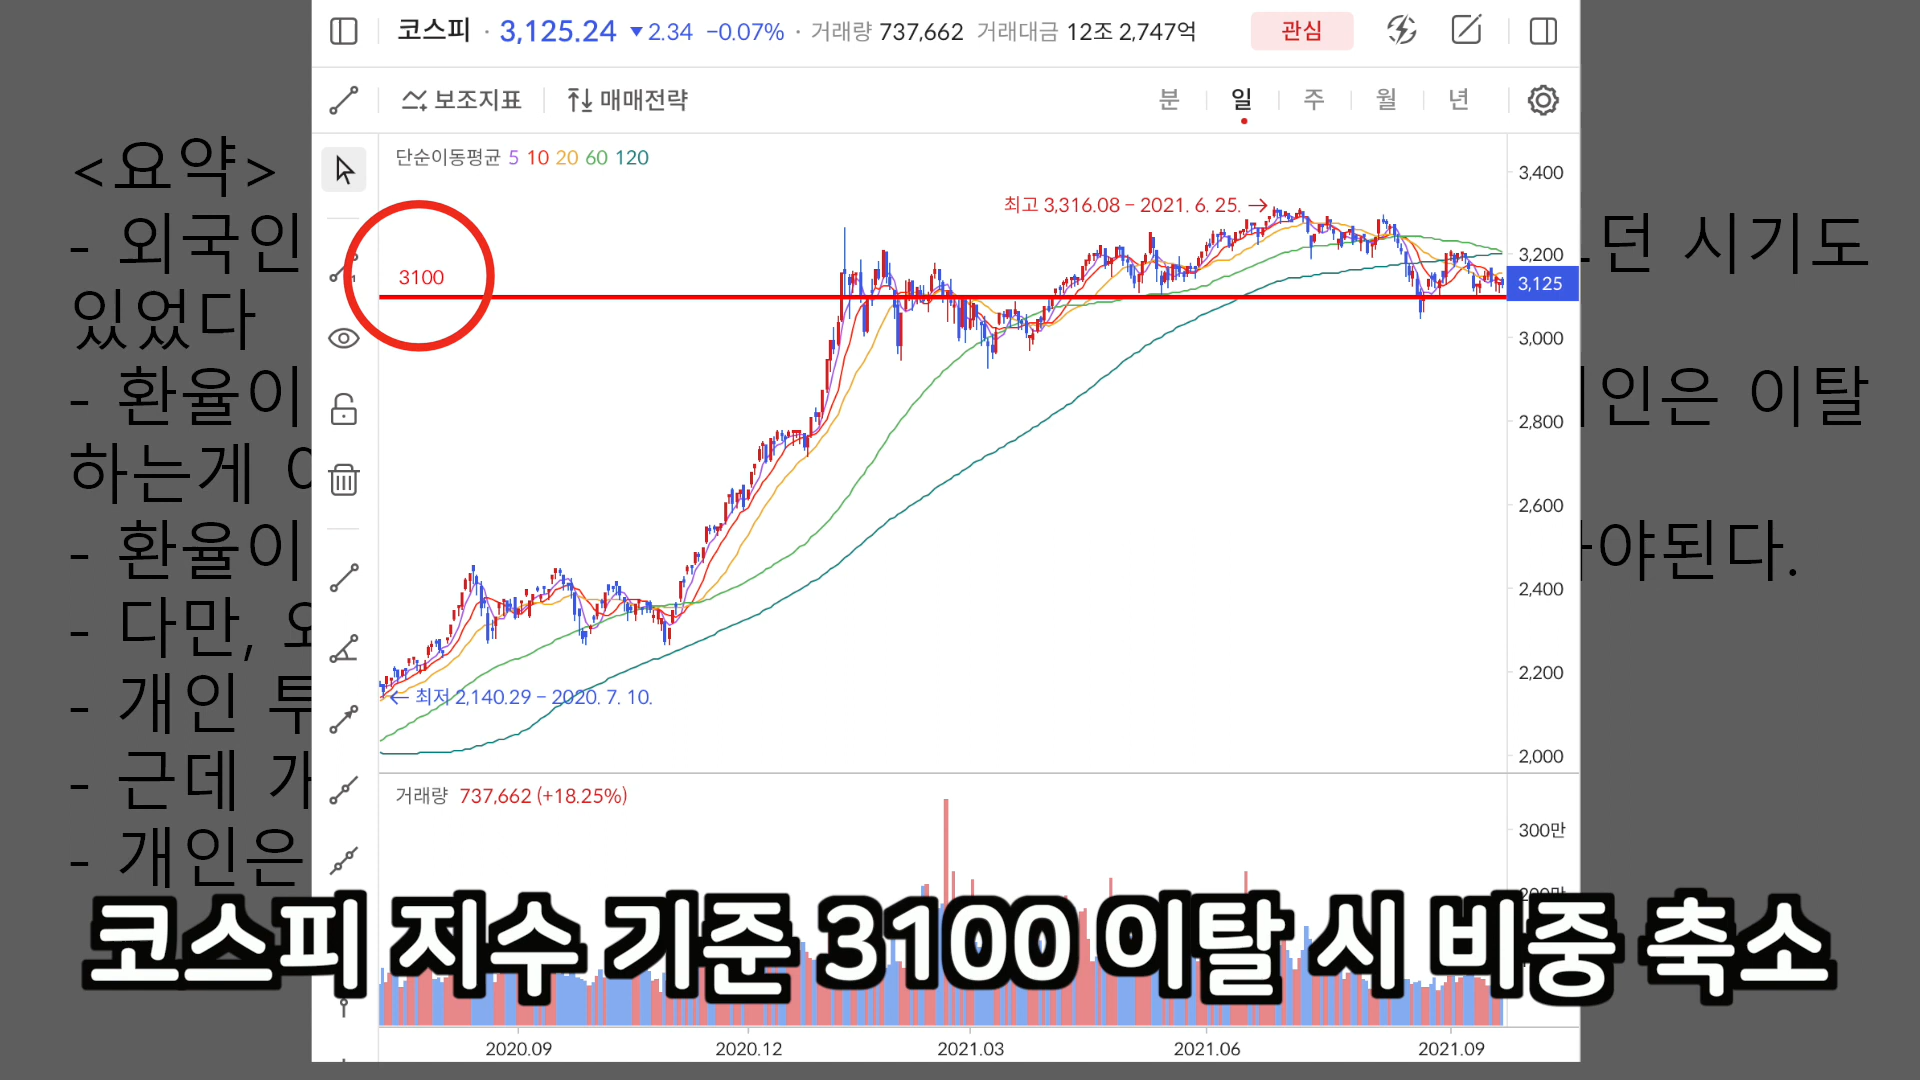 코스피 · 3,125.24 ▼2.34 −0.07% · 거래량 737,662 거래대금 12조 2,747억 관심
보조지표 매매전략 분 일 주 월 년
단순이동평균 5 10 20 60 120
<요약>
- 외국인
던 시기도
있었다
- 환율이
인은 이탈
하는게
- 환율이
야된다.
- 다만,
- 개인
- 근데
- 개인은
3100
최고 3,316.08 – 2021. 6. 25. →
← 최저 2,140.29 – 2020. 7. 10.
3,400
3,200
3,125
3,000
2,800
2,600
2,400
2,200
2,000
거래량 737,662 (+18.25%)
300만
코스피 지수 기준 3100 이탈 시 비중 축소
2020.09 2020.12 2021.03 2021.06 2021.09